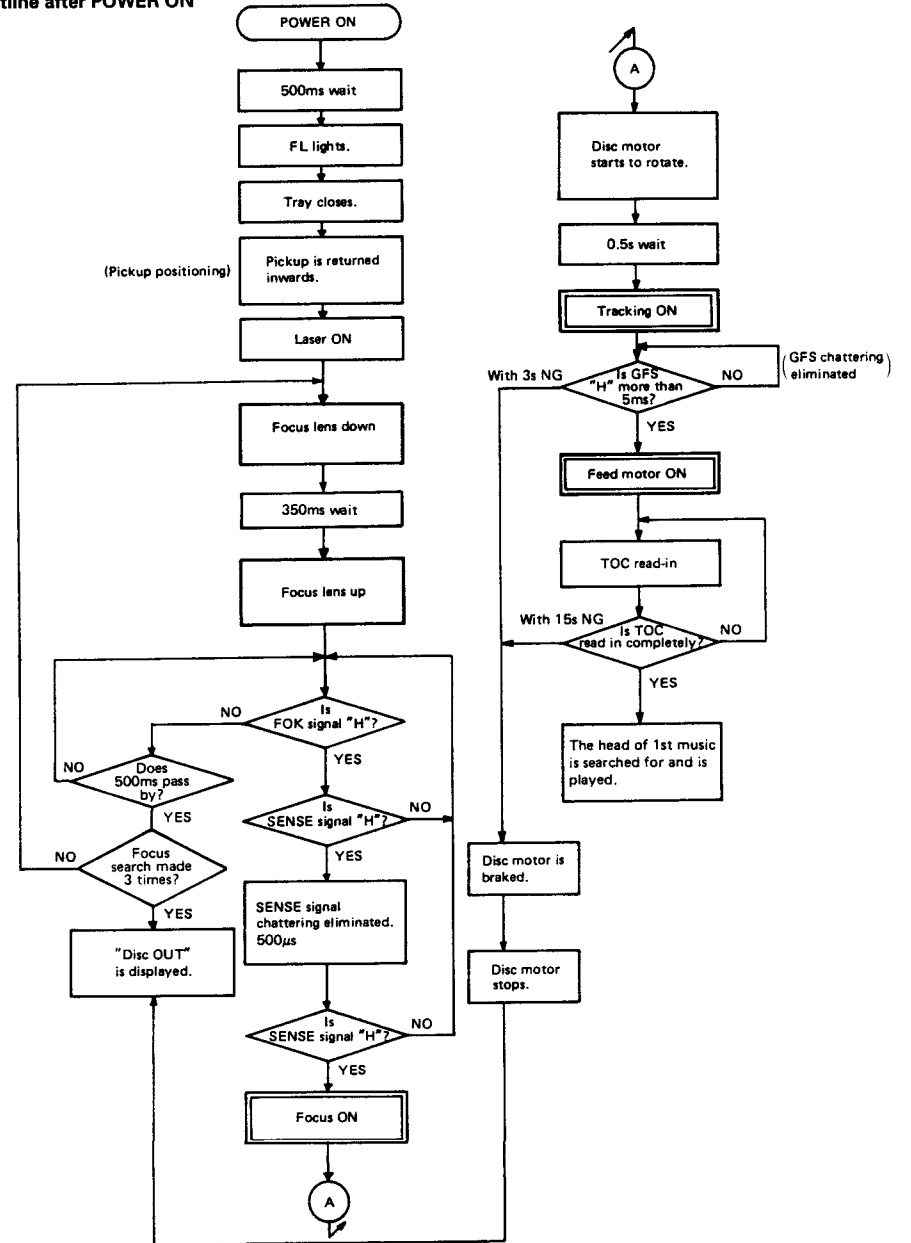 after POWER ON
POWER ON
500ms wait
FL lights.
Tray closes.
(Pickup positioning)
Pickup is returned
inwards.
Laser ON
Focus lens down
350ms wait
Focus lens up
Is
FOK signal "H"?
NO
YES
Does
500ms pass
by?
NO
YES
Focus
search made
3 times?
NO
YES
"Disc OUT"
is displayed.
Is
SENSE signal "H"?
NO
YES
SENSE signal
chattering eliminated.
500µs
Is
SENSE signal "H"?
NO
YES
Focus ON
A
A
Disc motor
starts to rotate.
0.5s wait
Tracking ON
With 3s NG
Is GFS
"H" more than
5ms?
NO
(GFS chattering
eliminated)
YES
Feed motor ON
TOC read-in
With 15s NG
Is TOC
read in completely?
NO
YES
The head of 1st music
is searched for and is
played.
Disc motor is
braked.
Disc motor
stops.